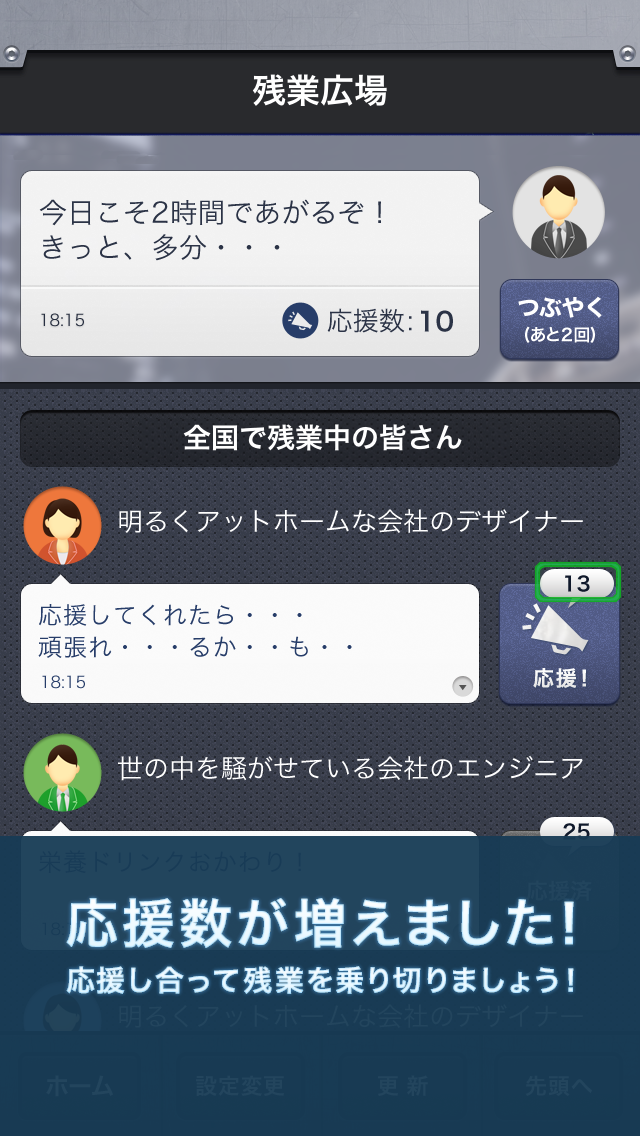 残業広場
今日こそ2時間であがるぞ！
きっと、多分・・・
18:15
応援数:10
つぶやく
(あと2回)
全国で残業中の皆さん
明るくアットホームな会社のデザイナー
13
応援してくれたら・・・
頑張れ・・・るか・・も・・
18:15
応援！
世の中を騒がせている会社のエンジニア
25
栄養ドリンクおかわり！
応援済
応援数が増えました！
応援し合って残業を乗り切りましょう！
明るくアットホームな会社のデザイナー
ホーム
設定変更
更新
先頭へ